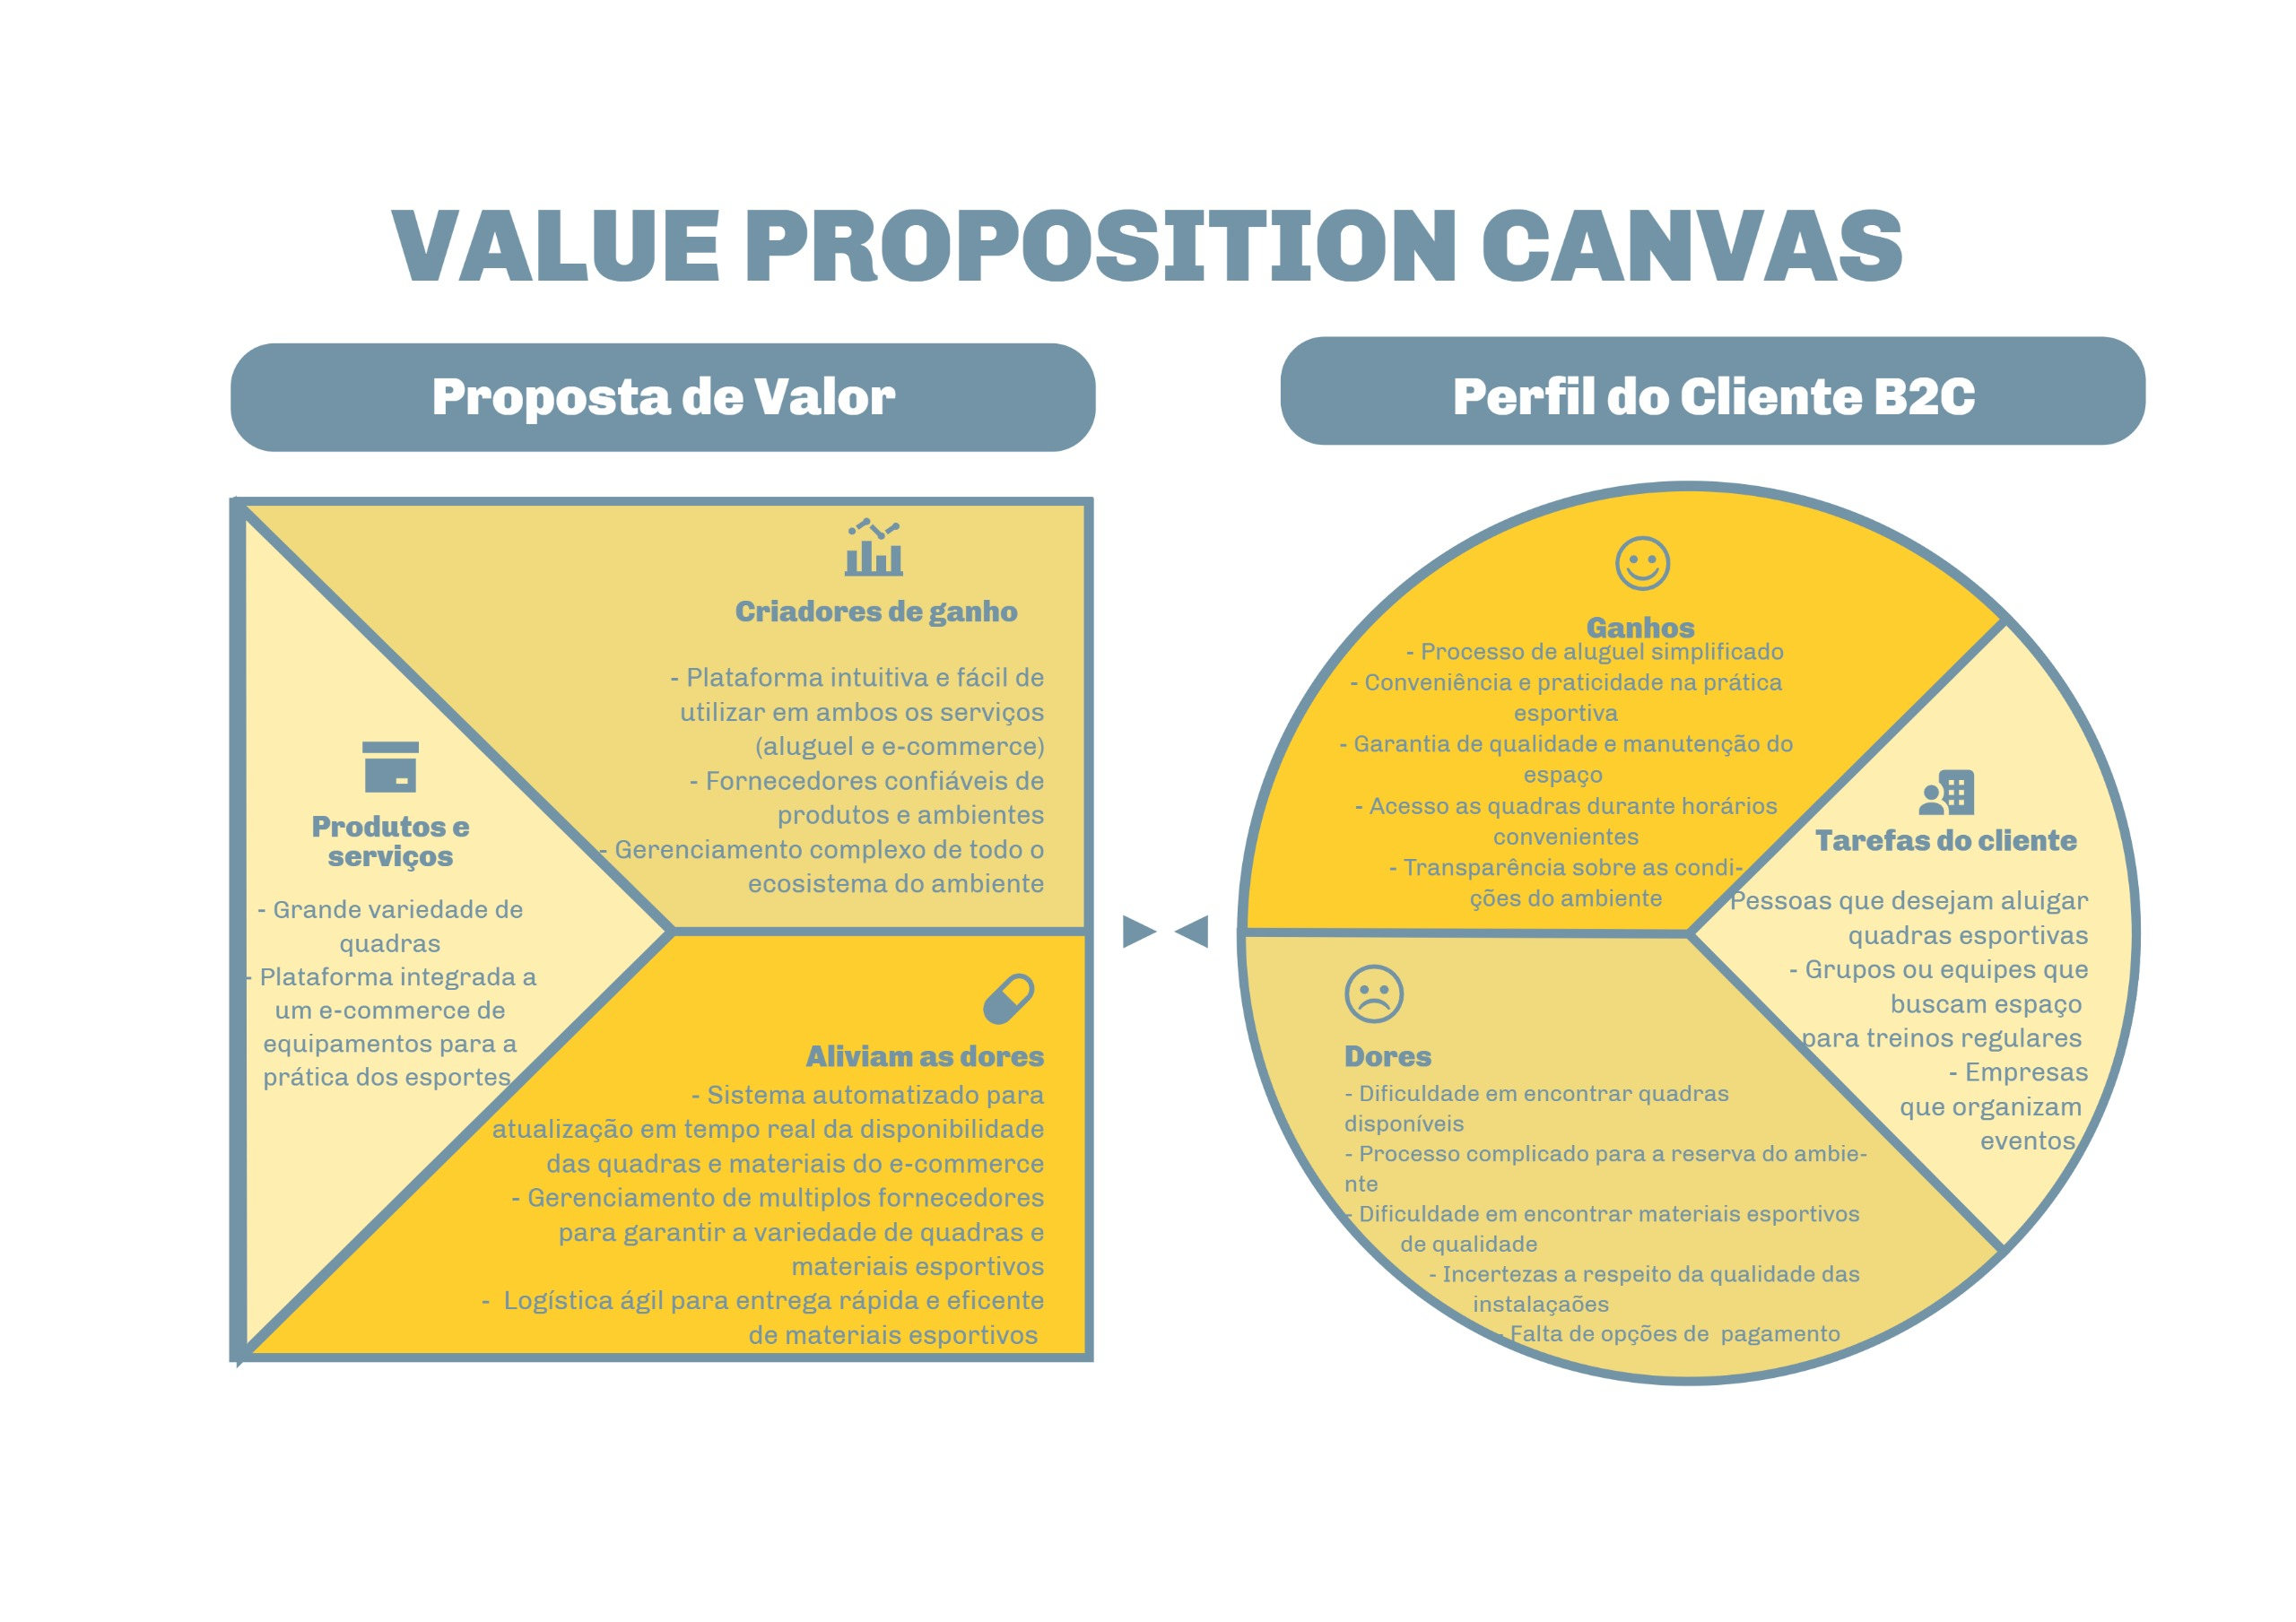 VALUE PROPOSITION CANVAS
Proposta de Valor
Perfil do Cliente B2C
Criadores de ganho
- Plataforma intuitiva e fácil de
utilizar em ambos os serviços
(aluguel e e-commerce)
- Fornecedores confiáveis de
produtos e ambientes
- Gerenciamento complexo de todo o
ecosistema do ambiente
Produtos e
serviços
- Grande variedade de
quadras
- Plataforma integrada a
um e-commerce de
equipamentos para a
prática dos esportes
Aliviam as dores
- Sistema automatizado para
atualização em tempo real da disponibilidade
das quadras e materiais do e-commerce
- Gerenciamento de multiplos fornecedores
para garantir a variedade de quadras e
materiais esportivos
- Logística ágil para entrega rápida e eficente
de materiais esportivos
Ganhos
- Processo de aluguel simplificado
- Conveniência e praticidade na prática
esportiva
- Garantia de qualidade e manutenção do
espaço
- Acesso as quadras durante horários
convenientes
- Transparência sobre as condi-
ções do ambiente
Tarefas do cliente
Pessoas que desejam aluigar
quadras esportivas
- Grupos ou equipes que
buscam espaço
para treinos regulares
- Empresas
que organizam
eventos
Dores
- Dificuldade em encontrar quadras
disponíveis
- Processo complicado para a reserva do ambie-
nte
- Dificuldade em encontrar materiais esportivos
de qualidade
- Incertezas a respeito da qualidade das
instalaçaões
- Falta de opções de pagamento